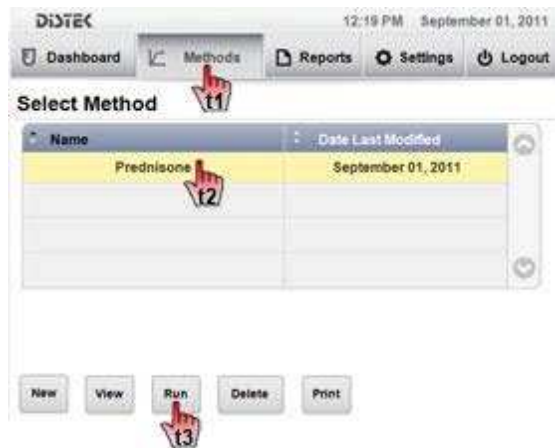 DISTEK 12:19 PM September 01, 2011
Dashboard Methods Reports Settings Logout
Select Method
t1
Name Date Last Modified
Prednisone September 01, 2011
t2
New View Run Delete Print
t3